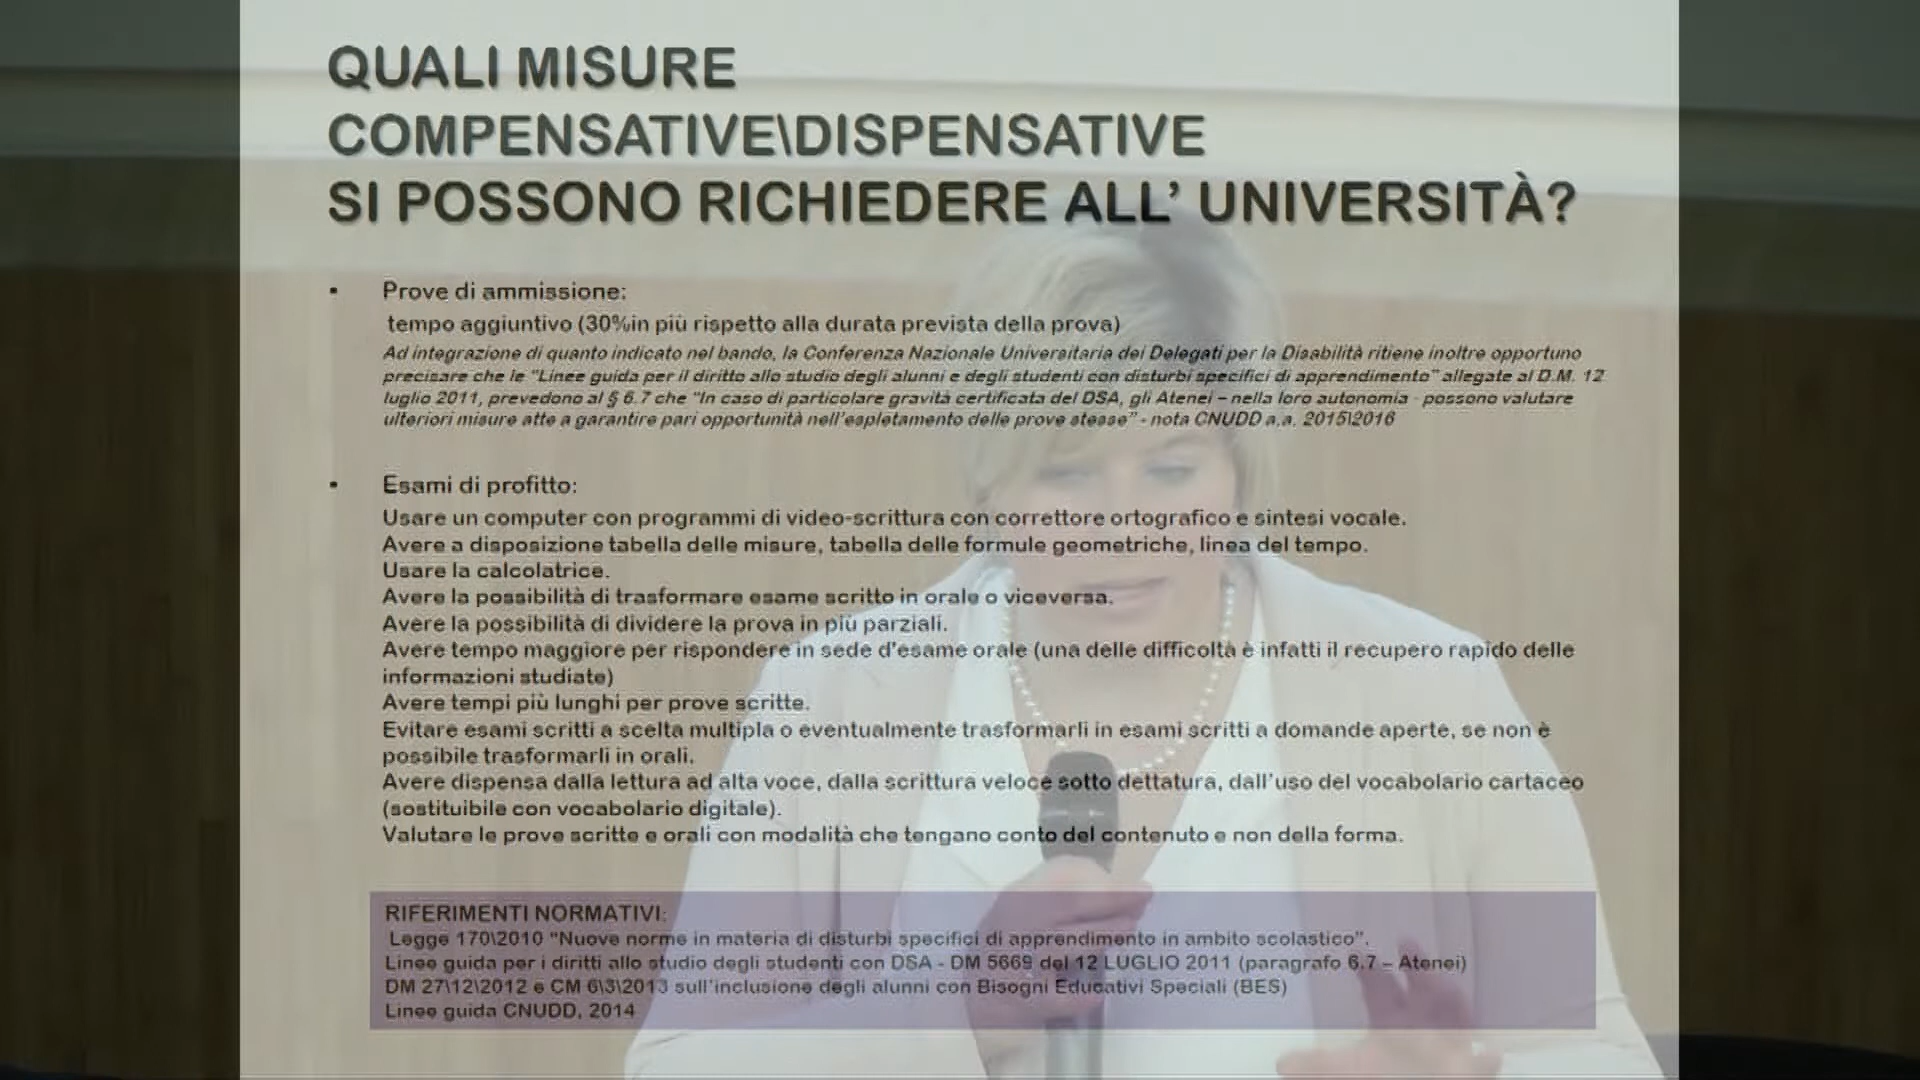 QUALI MISURE
COMPENSATIVE\DISPENSATIVE
SI POSSONO RICHIEDERE ALL' UNIVERSITÀ?
▪ Prove di ammissione:
tempo aggiuntivo (30%in più rispetto alla durata prevista della prova)
Ad integrazione di quanto indicato nel bando, la Conferenza Nazionale Universitaria dei Delegati per la Disabilità ritiene inoltre opportuno
precisare che le "Linee guida per il diritto allo studio degli alunni e degli studenti con disturbi specifici di apprendimento" allegate al D.M. 12
luglio 2011, prevedono al § 6.7 che "In caso di particolare gravità certificata del DSA, gli Atenei – nella loro autonomia - possono valutare
ulteriori misure atte a garantire pari opportunità nell'espletamento delle prove stesse" - nota CNUDD a.a. 2015\2016
▪ Esami di profitto:
Usare un computer con programmi di video-scrittura con correttore ortografico e sintesi vocale.
Avere a disposizione tabella delle misure, tabella delle formule geometriche, linea del tempo.
Usare la calcolatrice.
Avere la possibilità di trasformare esame scritto in orale o viceversa.
Avere la possibilità di dividere la prova in più parziali.
Avere tempo maggiore per rispondere in sede d'esame orale (una delle difficoltà è infatti il recupero rapido delle
informazioni studiate)
Avere tempi più lunghi per prove scritte.
Evitare esami scritti a scelta multipla o eventualmente trasformarli in esami scritti a domande aperte, se non è
possibile trasformarli in orali.
Avere dispensa dalla lettura ad alta voce, dalla scrittura veloce sotto dettatura, dall'uso del vocabolario cartaceo
(sostituibile con vocabolario digitale).
Valutare le prove scritte e orali con modalità che tengano conto del contenuto e non della forma.
RIFERIMENTI NORMATIVI:
Legge 170\2010 "Nuove norme in materia di disturbi specifici di apprendimento in ambito scolastico".
Linee guida per i diritti allo studio degli studenti con DSA - DM 5669 del 12 LUGLIO 2011 (paragrafo 6.7 – Atenei)
DM 27\12\2012 e CM 6\3\2013 sull'inclusione degli alunni con Bisogni Educativi Speciali (BES)
Linee guida CNUDD, 2014